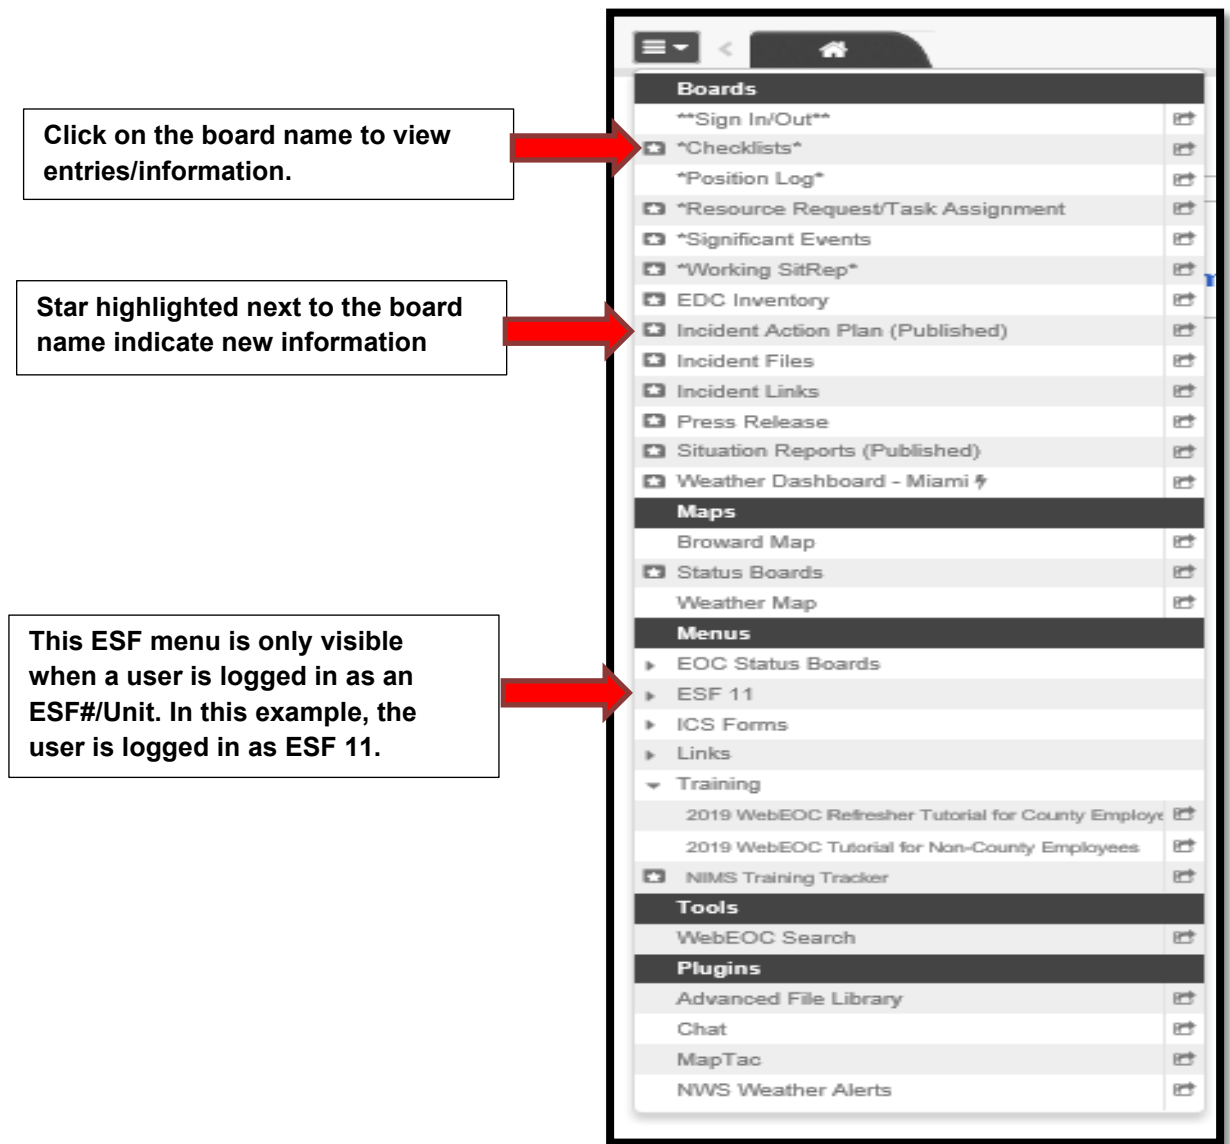 Boards
**Sign In/Out**
Click on the board name to view
entries/information.
*Checklists*
*Position Log*
*Resource Request/Task Assignment
*Significant Events
*Working SitRep*
EDC Inventory
Star highlighted next to the board
name indicate new information
Incident Action Plan (Published)
Incident Files
Incident Links
Press Release
Situation Reports (Published)
Weather Dashboard - Miami
Maps
Broward Map
Status Boards
Weather Map
Menus
This ESF menu is only visible
when a user is logged in as an
ESF#/Unit. In this example, the
user is logged in as ESF 11.
EOC Status Boards
ESF 11
ICS Forms
Links
Training
2019 WebEOC Refresher Tutorial for County Employe
2019 WebEOC Tutorial for Non-County Employees
NIMS Training Tracker
Tools
WebEOC Search
Plugins
Advanced File Library
Chat
MapTac
NWS Weather Alerts